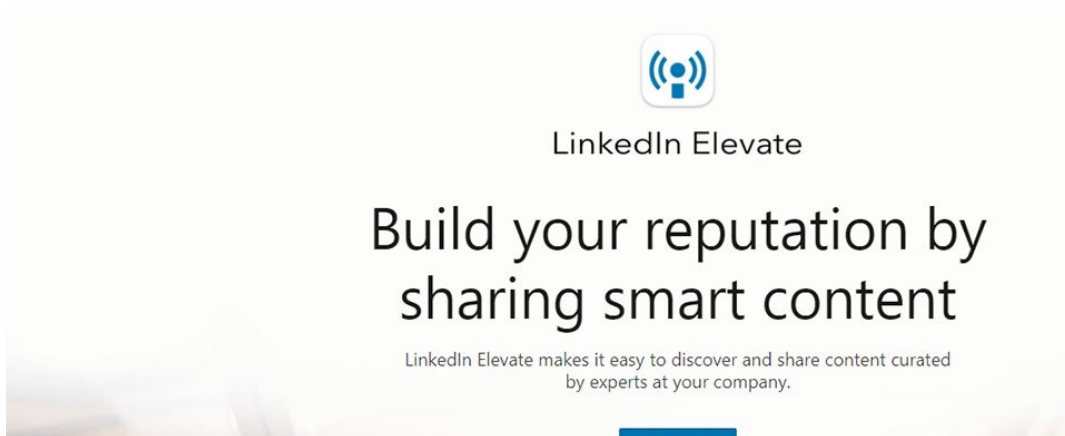 LinkedIn Elevate
Build your reputation by
sharing smart content
LinkedIn Elevate makes it easy to discover and share content curated
by experts at your company.